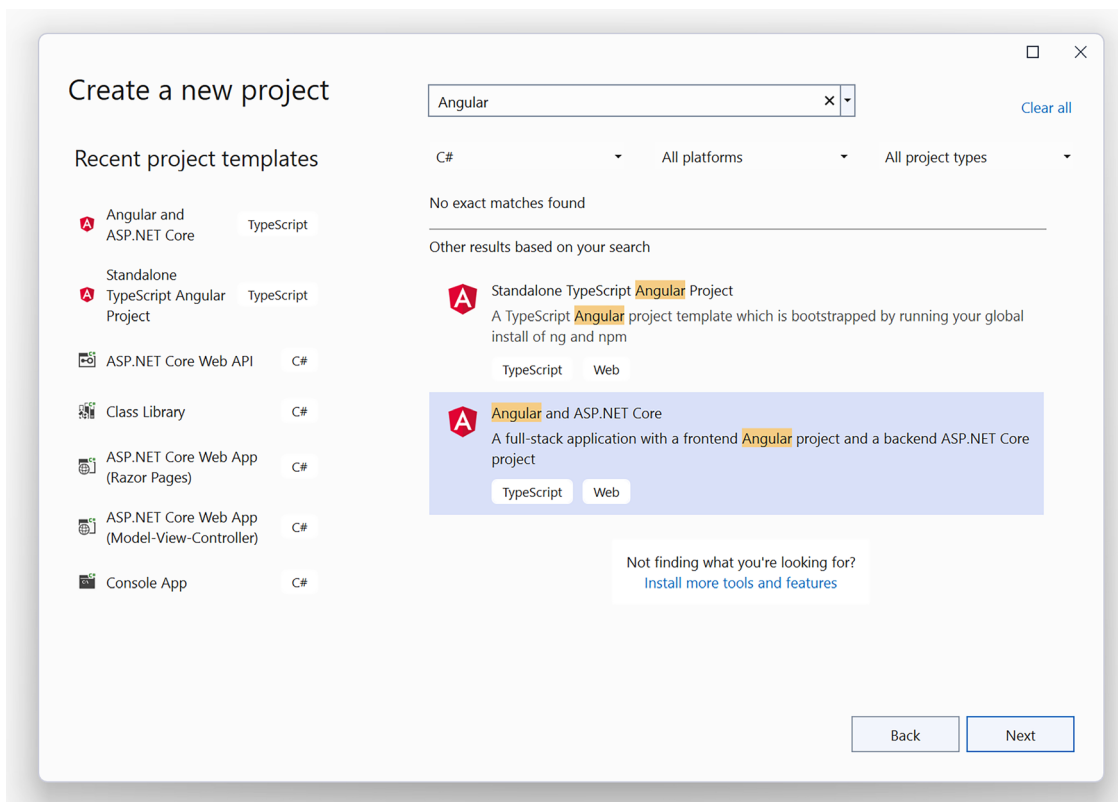 Create a new project
Angular
Clear all
Recent project templates
C#
All platforms
All project types
Angular and
ASP.NET Core
TypeScript
Standalone
TypeScript Angular
Project
TypeScript
ASP.NET Core Web API
C#
Class Library
C#
ASP.NET Core Web App
(Razor Pages)
C#
ASP.NET Core Web App
(Model-View-Controller)
C#
Console App
C#
No exact matches found
Other results based on your search
Standalone TypeScript Angular Project
A TypeScript Angular project template which is bootstrapped by running your global
install of ng and npm
TypeScript
Web
Angular and ASP.NET Core
A full-stack application with a frontend Angular project and a backend ASP.NET Core
project
TypeScript
Web
Not finding what you're looking for?
Install more tools and features
Back
Next